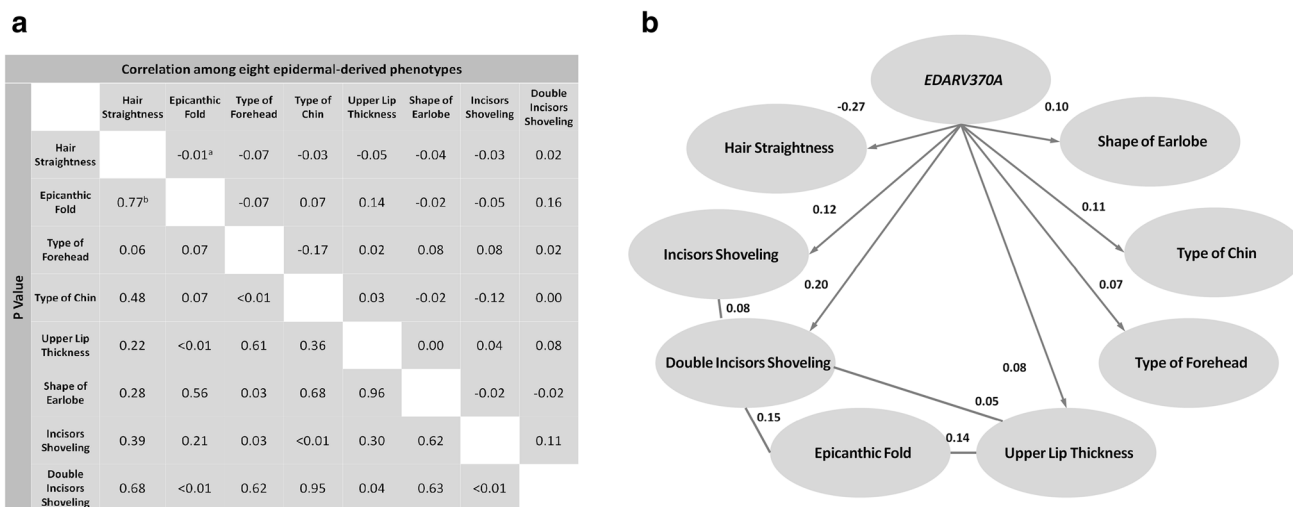 a
Correlation among eight epidermal-derived phenotypes
Hair Straightness Epicanthic Fold Type of Forehead Type of Chin Upper Lip Thickness Shape of Earlobe Incisors Shoveling Double Incisors Shoveling
P Value
Hair Straightness -0.01ᵃ -0.07 -0.03 -0.05 -0.04 -0.03 0.02
Epicanthic Fold 0.77ᵇ -0.07 0.07 0.14 -0.02 -0.05 0.16
Type of Forehead 0.06 0.07 -0.17 0.02 0.08 0.08 0.02
Type of Chin 0.48 0.07 <0.01 0.03 -0.02 -0.12 0.00
Upper Lip Thickness 0.22 <0.01 0.61 0.36 0.00 0.04 0.08
Shape of Earlobe 0.28 0.56 0.03 0.68 0.96 -0.02 -0.02
Incisors Shoveling 0.39 0.21 0.03 <0.01 0.30 0.62 0.11
Double Incisors Shoveling 0.68 <0.01 0.62 0.95 0.04 0.63 <0.01
b
EDARV370A
-0.27
0.10
Hair Straightness
Shape of Earlobe
0.12
0.11
Incisors Shoveling
Type of Chin
0.20
0.07
0.08
Double Incisors Shoveling
Type of Forehead
0.08
0.05
0.15
0.14
Epicanthic Fold
Upper Lip Thickness